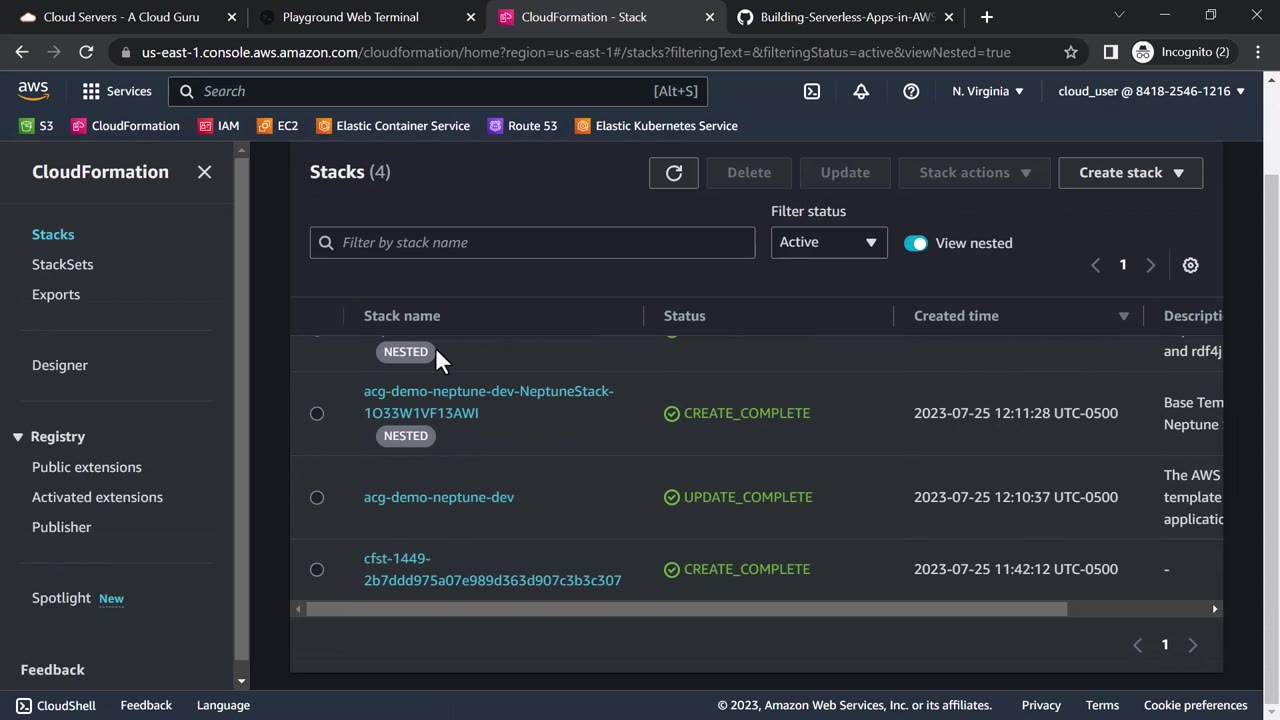 Cloud Servers - A Cloud Guru
Playground Web Terminal
CloudFormation - Stack
Building-Serverless-Apps-in-AWS
us-east-1.console.aws.amazon.com/cloudformation/home?region=us-east-1#/stacks?filteringText=&filteringStatus=active&viewNested=true
Incognito (2)
aws
Services
Search
[Alt+S]
N. Virginia
cloud_user @ 8418-2546-1216
S3
CloudFormation
IAM
EC2
Elastic Container Service
Route 53
Elastic Kubernetes Service
CloudFormation
Stacks
StackSets
Exports
Designer
Registry
Public extensions
Activated extensions
Publisher
Spotlight New
Feedback
Stacks (4)
Delete
Update
Stack actions
Create stack
Filter status
Filter by stack name
Active
View nested
1
Stack name
Status
Created time
Descripti
NESTED
and rdf4j
acg-demo-neptune-dev-NeptuneStack-
1O33W1VF13AWI
NESTED
CREATE_COMPLETE
2023-07-25 12:11:28 UTC-0500
Base Tem
Neptune
acg-demo-neptune-dev
UPDATE_COMPLETE
2023-07-25 12:10:37 UTC-0500
The AWS
template
applicatic
cfst-1449-
2b7ddd975a07e989d363d907c3b3c307
CREATE_COMPLETE
2023-07-25 11:42:12 UTC-0500
-
1
CloudShell
Feedback
Language
© 2023, Amazon Web Services, Inc. or its affiliates.
Privacy
Terms
Cookie preferences